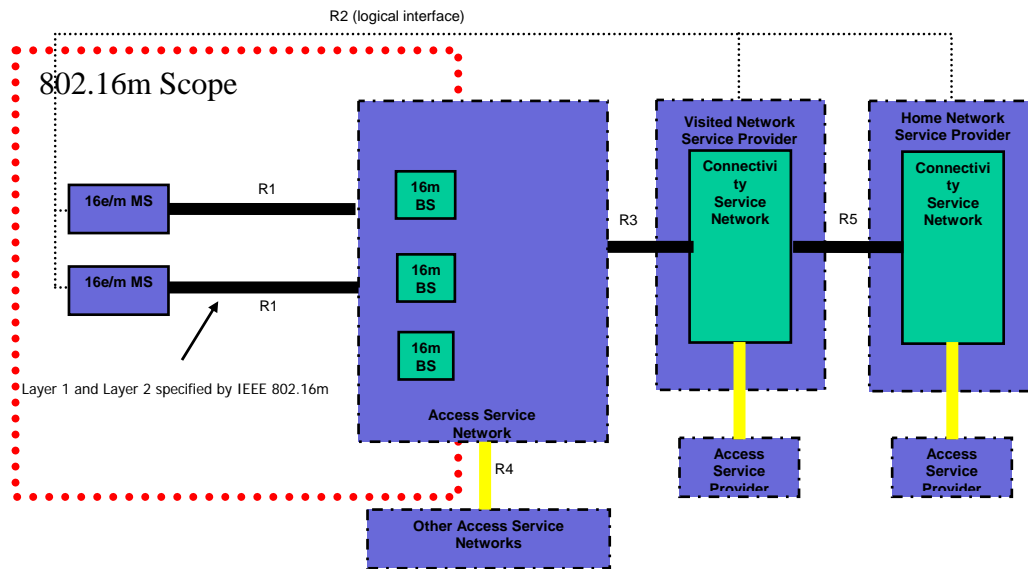 R2 (logical interface)
802.16m Scope
16e/m MS
R1
16e/m MS
R1
Layer 1 and Layer 2 specified by IEEE 802.16m
16m
BS
16m
BS
16m
BS
Access Service
Network
R4
Other Access Service
Networks
R3
Visited Network
Service Provider
Connectivi
ty
Service
Network
R5
Home Network
Service Provider
Connectivi
ty
Service
Network
Access
Service
Provider
Access
Service
Provider